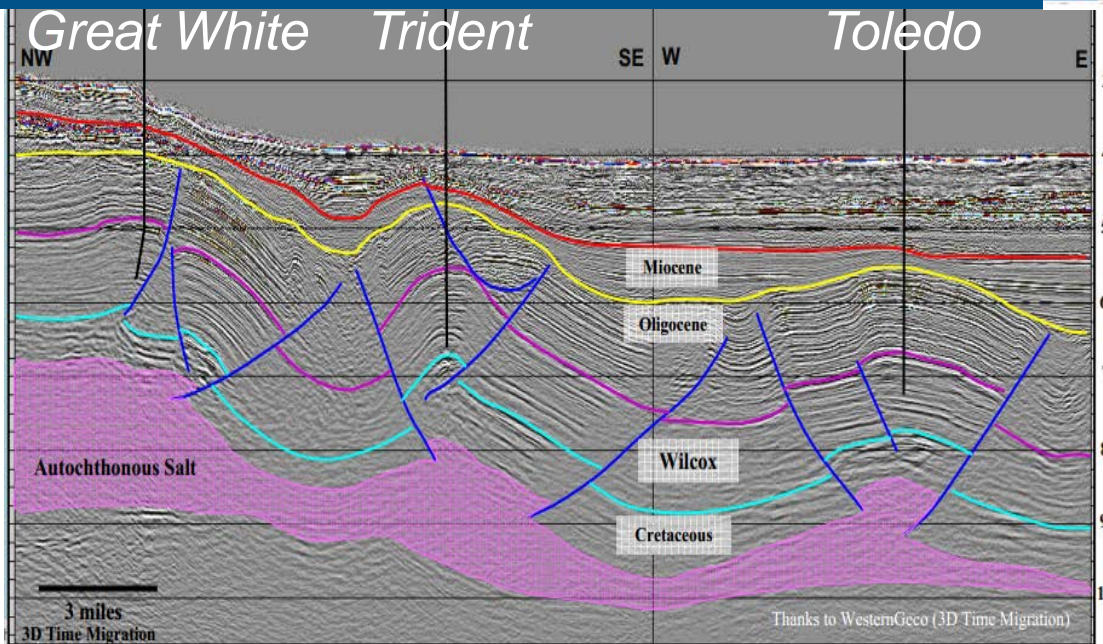 Great White Trident Toledo
NW SE W E
Miocene
Oligocene
Autochthonous Salt
Wilcox
Cretaceous
3 miles
3D Time Migration
Thanks to WesternGeco (3D Time Migration)